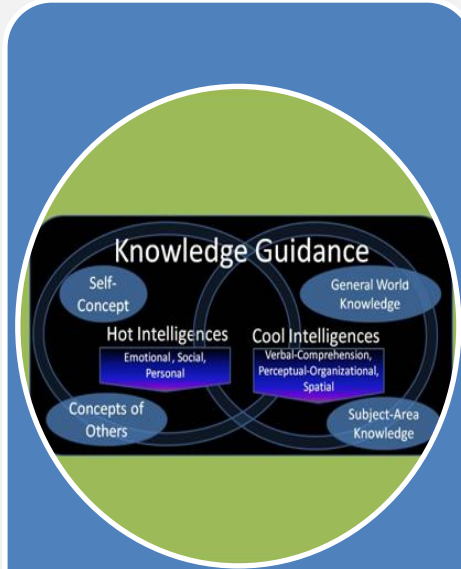 Knowledge Guidance
Self-
Concept
General World
Knowledge
Hot Intelligences
Cool Intelligences
Emotional, Social,
Personal
Verbal-Comprehension,
Perceptual-Organizational,
Spatial
Concepts of
Others
Subject-Area
Knowledge